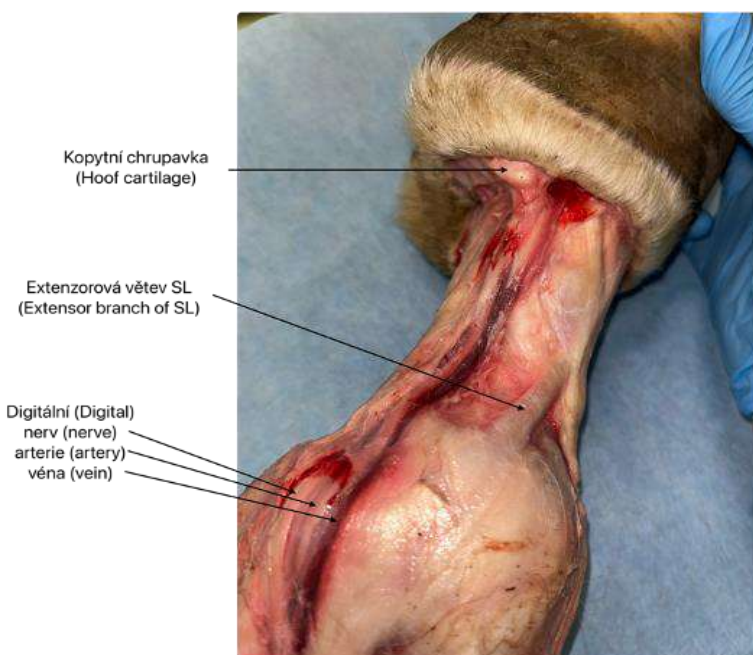 Kopytní chrupavka
(Hoof cartilage)
Extenzorová větev SL
(Extensor branch of SL)
Digitální (Digital)
nerv (nerve)
arterie (artery)
véna (vein)